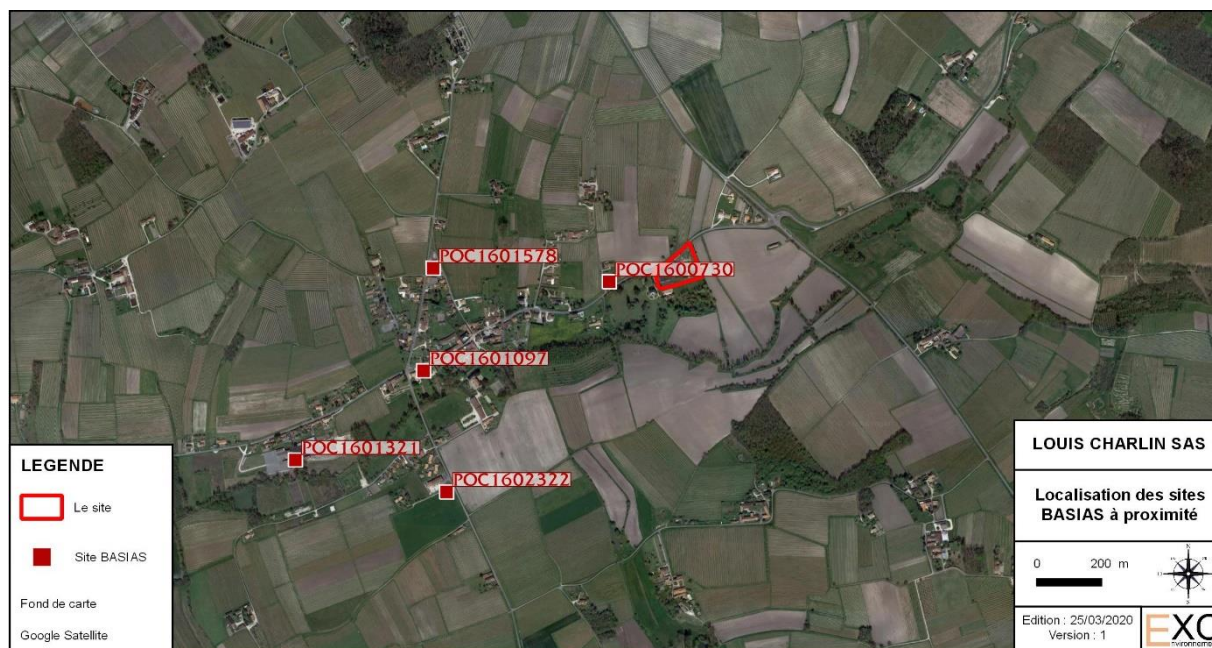 POC1601578
POC1600730
POC1601097
POC1601321
POC1602322
LEGENDE
Le site
Site BASIAS
Fond de carte
Google Satellite
LOUIS CHARLIN SAS
Localisation des sites
BASIAS à proximité
0 200 m
Edition : 25/03/2020
Version : 1
EXO